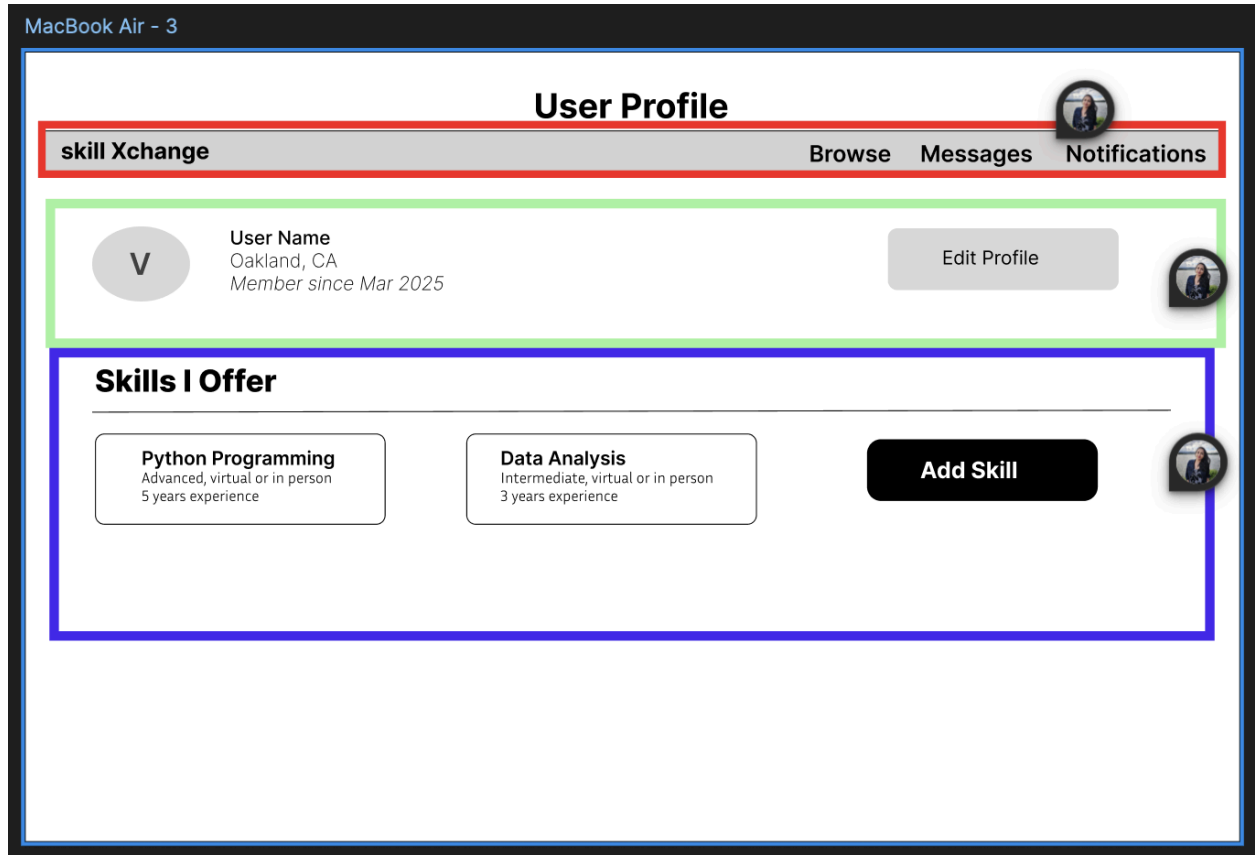 MacBook Air - 3
User Profile
skill Xchange
Browse Messages Notifications
V
User Name
Oakland, CA
Member since Mar 2025
Edit Profile
Skills I Offer
Python Programming
Advanced, virtual or in person
5 years experience
Data Analysis
Intermediate, virtual or in person
3 years experience
Add Skill